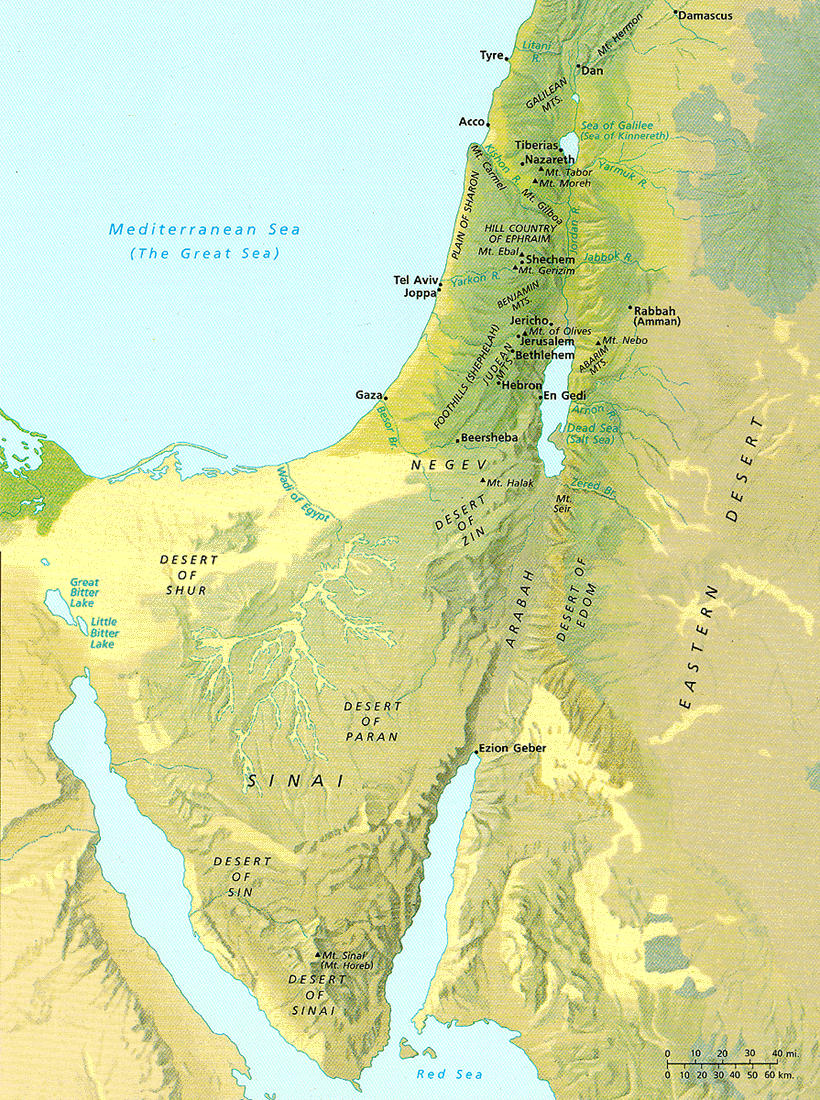 Damascus
Mt. Hermon
Litani
R.
Tyre
Dan
GALILEAN
MTS.
Acco
Sea of Galilee
(Sea of Kinnereth)
Tiberias
Kishon R.
Nazareth
Mt. Carmel
Mt. Tabor
Yarmuk R.
Mt. Moreh
PLAIN OF SHARON
Mt. Gilboa
Jordan R.
Mediterranean Sea
(The Great Sea)
HILL COUNTRY
OF EPHRAIM
Mt. Ebal
Shechem
Jabbok R.
Mt. Gerizim
Tel Aviv
Yarkon R.
Joppa
BENJAMIN
MTS.
Rabbah
(Amman)
Jericho
Mt. of Olives
Jerusalem
Mt. Nebo
Bethlehem
ABARIM
MTS.
FOOTHILLS (SHEPHELAH)
JUDEAN
MTS.
Hebron
Gaza
En Gedi
Besor Br.
Arnon R.
Dead Sea
(Salt Sea)
Beersheba
NEGEV
Wadi of Egypt
Mt. Halak
Zered Br.
Mt.
Seir
DESERT
OF
ZIN
EASTERN DESERT
DESERT
OF
SHUR
Great
Bitter
Lake
Little
Bitter
Lake
ARABAH
DESERT OF
EDOM
DESERT
OF
PARAN
Ezion Geber
SINAI
DESERT
OF
SIN
Mt. Sinai
(Mt. Horeb)
DESERT
OF
SINAI
Red Sea
0 10 20 30 40 mi.
0 10 20 30 40 50 60 km.